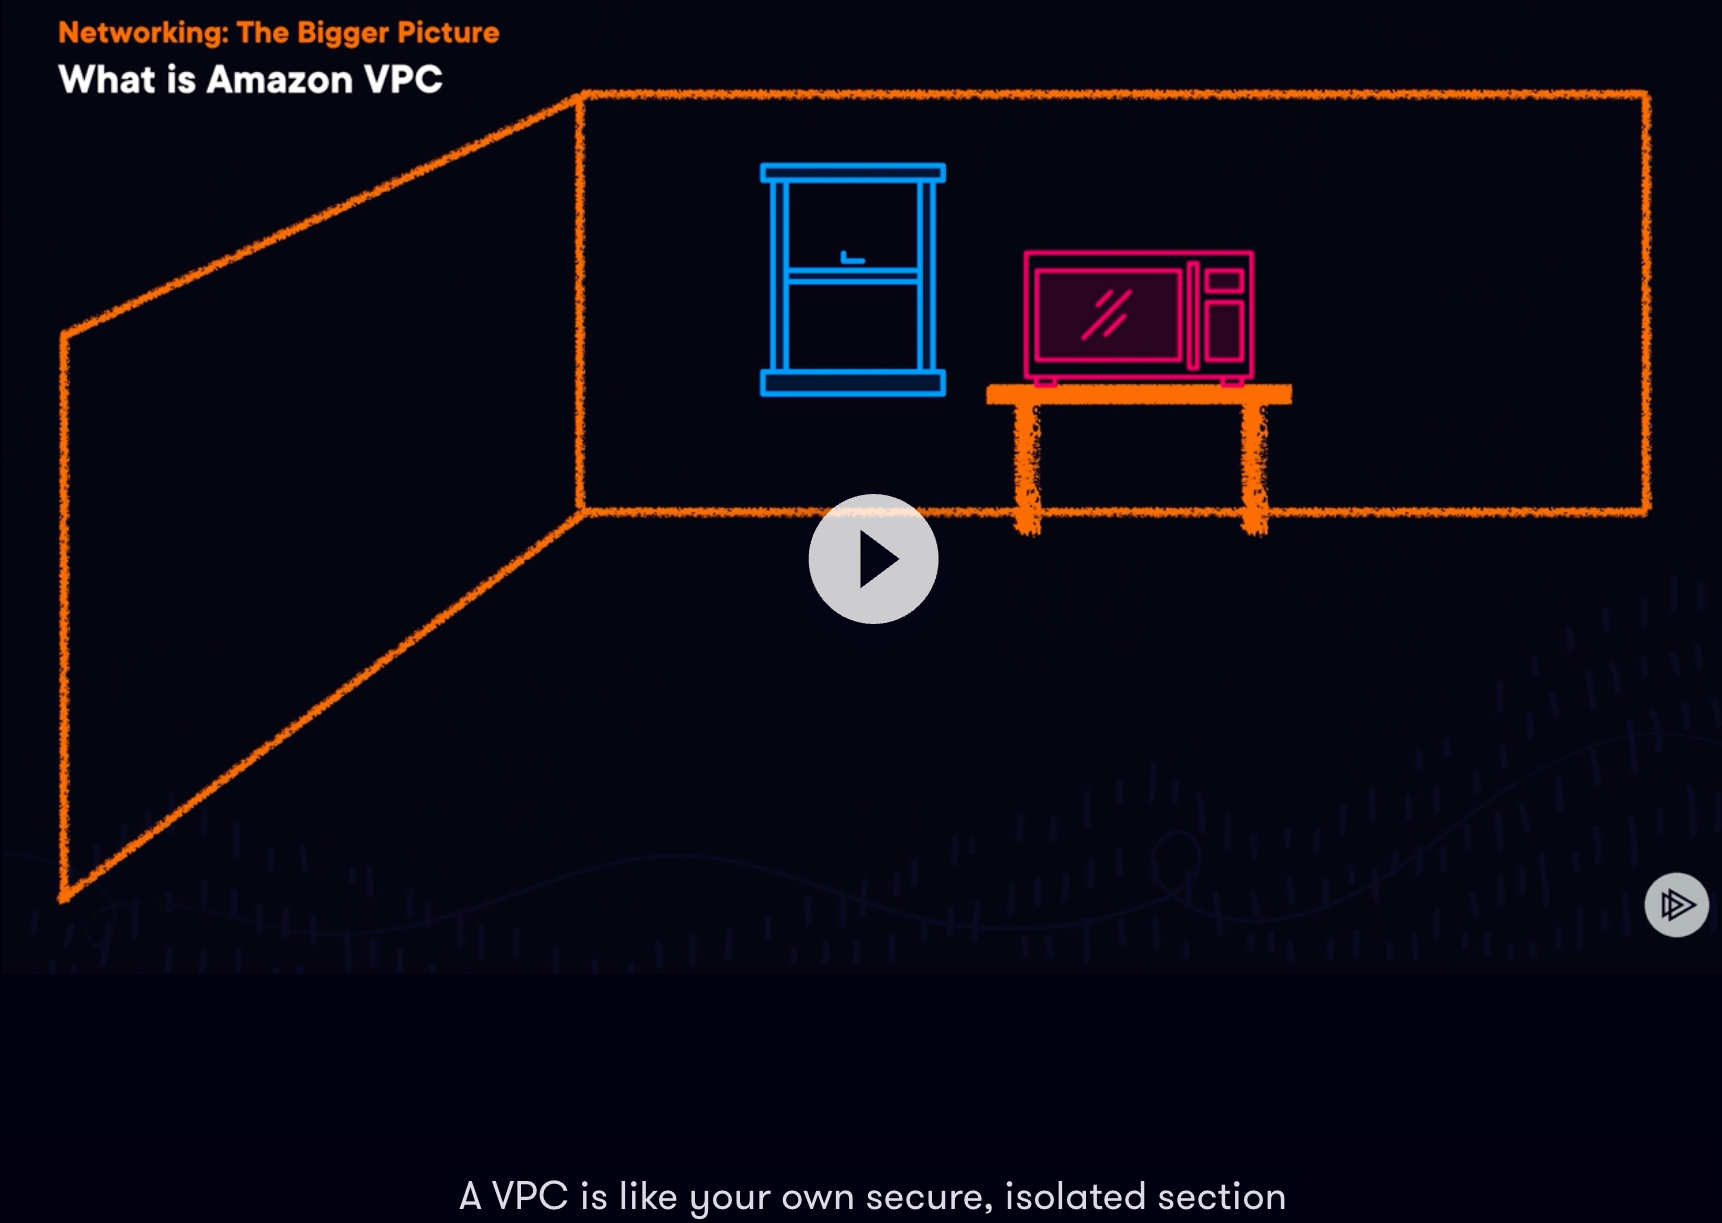 Networking: The Bigger Picture
What is Amazon VPC
A VPC is like your own secure, isolated section